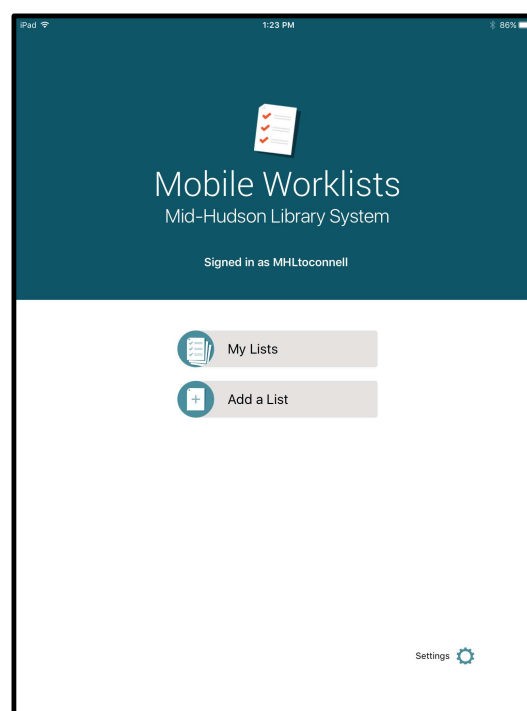 iPad
1:23 PM
86%
Mobile Worklists
Mid-Hudson Library System
Signed in as MHLtoconnell
My Lists
Add a List
Settings